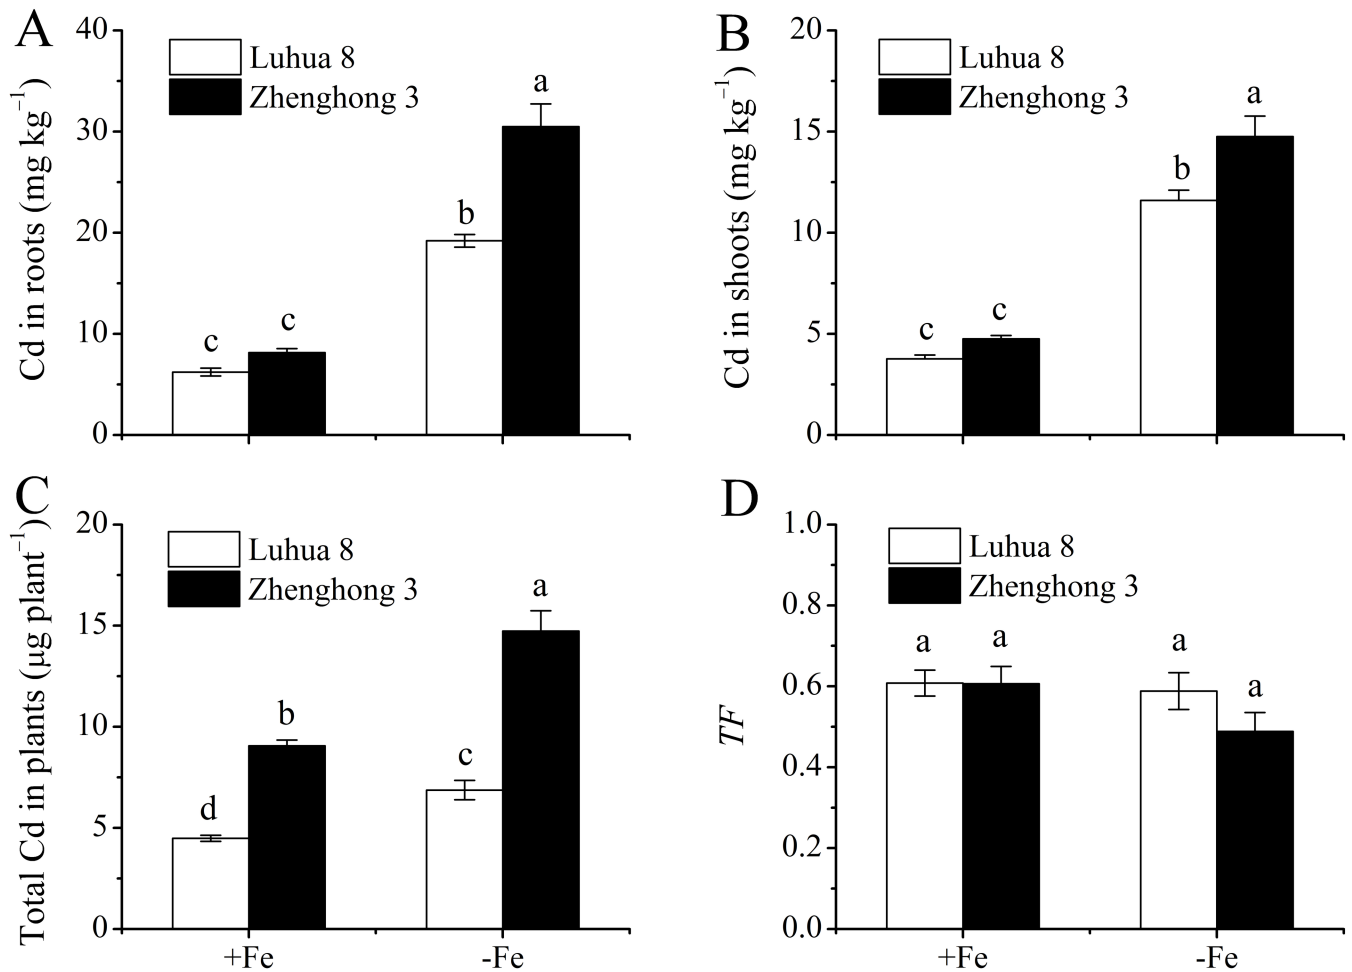 A
Cd in roots (mg kg⁻¹)
40
30
20
10
0
Luhua 8
Zhenghong 3
c
c
b
a
B
Cd in shoots (mg kg⁻¹)
20
15
10
5
0
Luhua 8
Zhenghong 3
c
c
b
a
C
Total Cd in plants (μg plant⁻¹)
20
15
10
5
0
Luhua 8
Zhenghong 3
d
b
c
a
+Fe
-Fe
D
TF
1.0
0.8
0.6
0.4
0.2
0.0
Luhua 8
Zhenghong 3
a
a
a
a
+Fe
-Fe